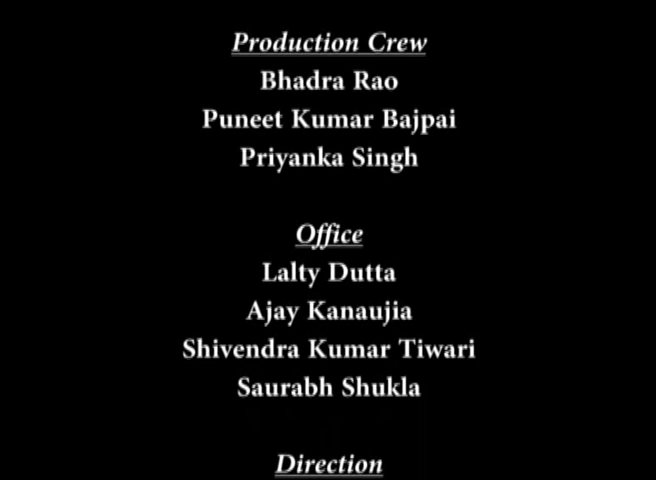 Production Crew
Bhadra Rao
Puneet Kumar Bajpai
Priyanka Singh
Office
Lalty Dutta
Ajay Kanaujia
Shivendra Kumar Tiwari
Saurabh Shukla
Direction